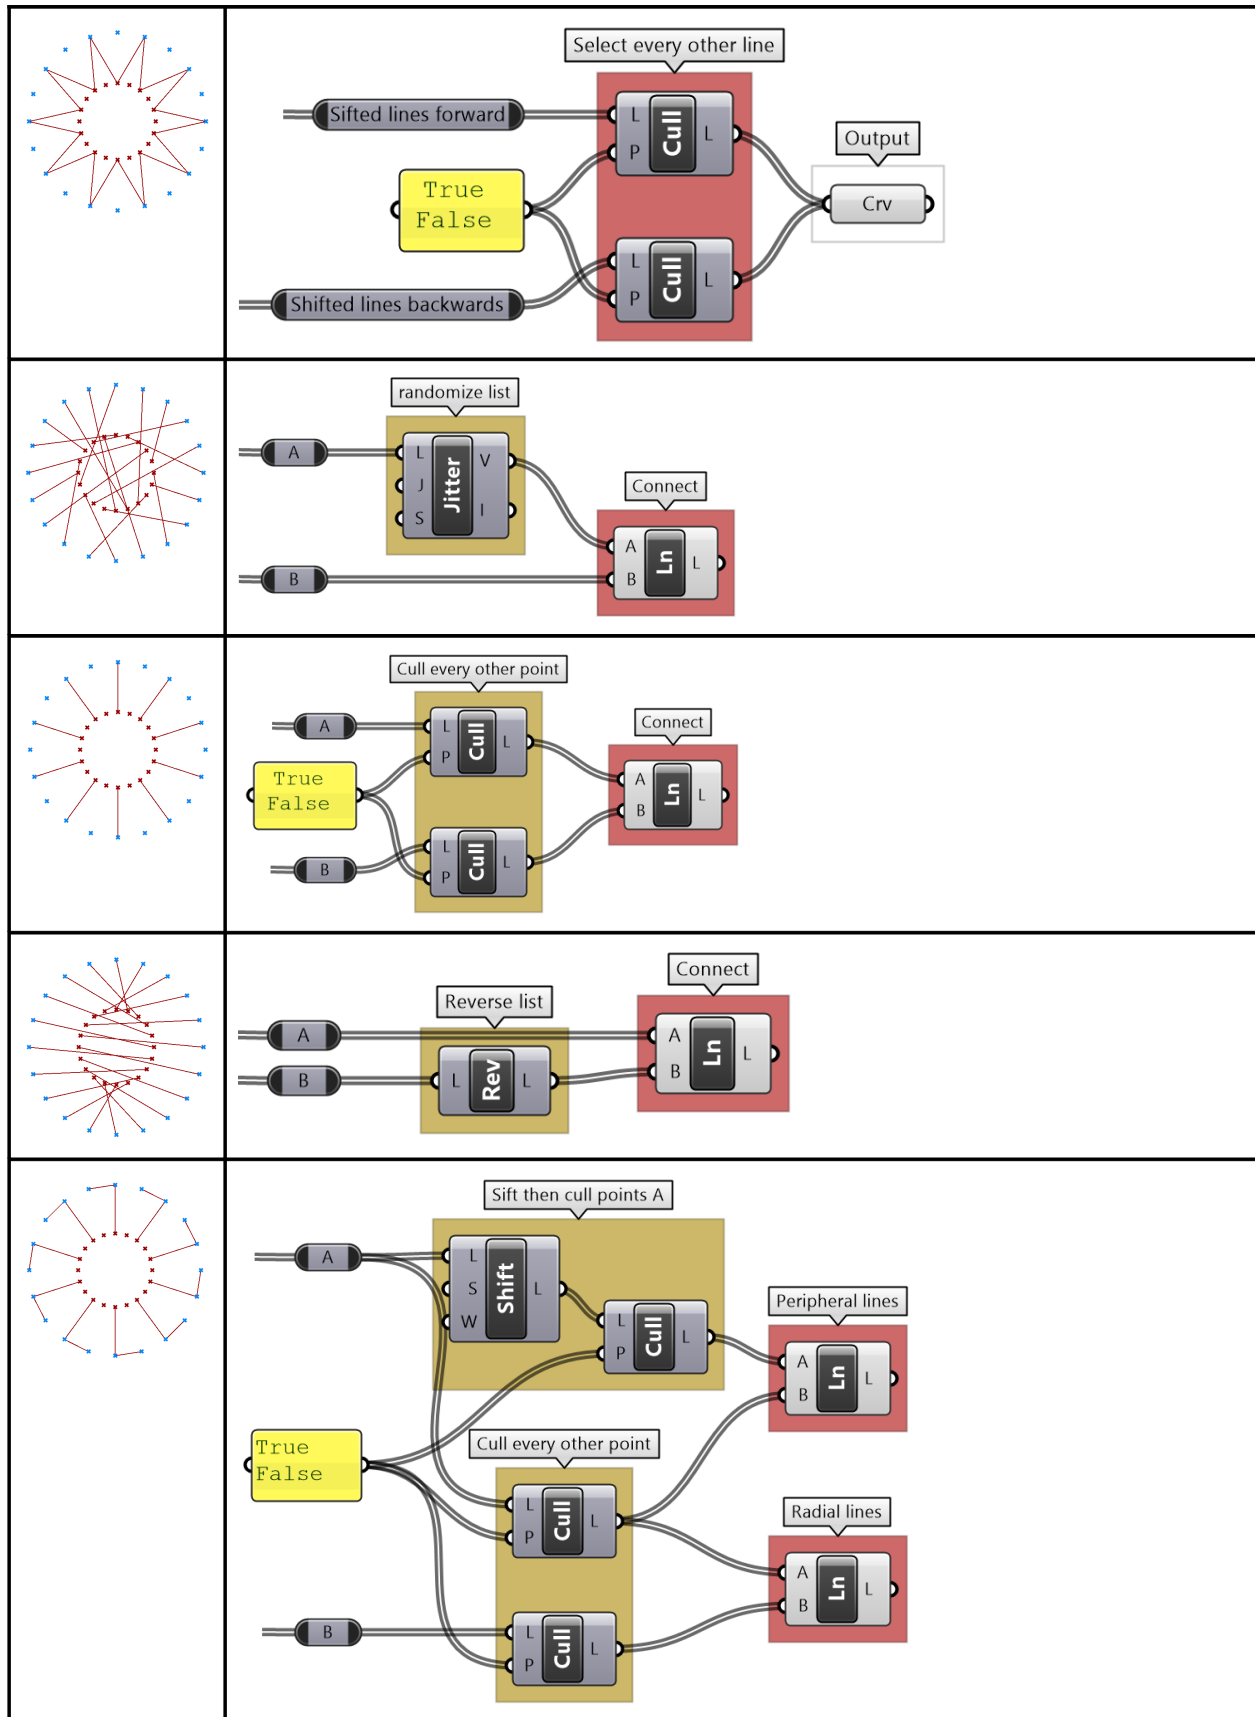 Select every other line
Sifted lines forward
L
P
Cull
L
Output
Crv
True
False
L
P
Cull
L
Shifted lines backwards
randomize list
A
L
J
S
Jitter
V
I
Connect
A
B
Ln
L
B
Cull every other point
A
L
P
Cull
L
Connect
A
B
Ln
L
True
False
L
P
Cull
L
B
Connect
Reverse list
A
A
B
Ln
L
B
L
Rev
L
Sift then cull points A
A
L
S
W
Shift
L
L
P
Cull
L
Peripheral lines
A
B
Ln
L
True
False
Cull every other point
L
P
Cull
L
Radial lines
A
B
Ln
L
B
L
P
Cull
L